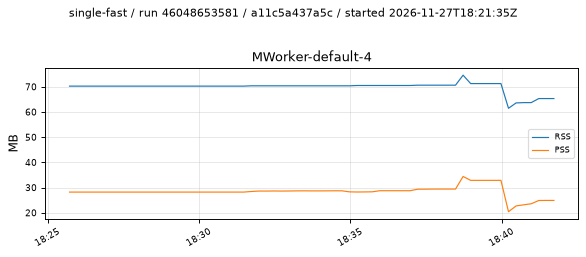 single-fast / run 46048653581 / a11c5a437a5c / started 2026-11-27T18:21:35Z
MWorker-default-4
MB
70
60
50
40
30
20
RSS
PSS
18:25
18:30
18:35
18:40